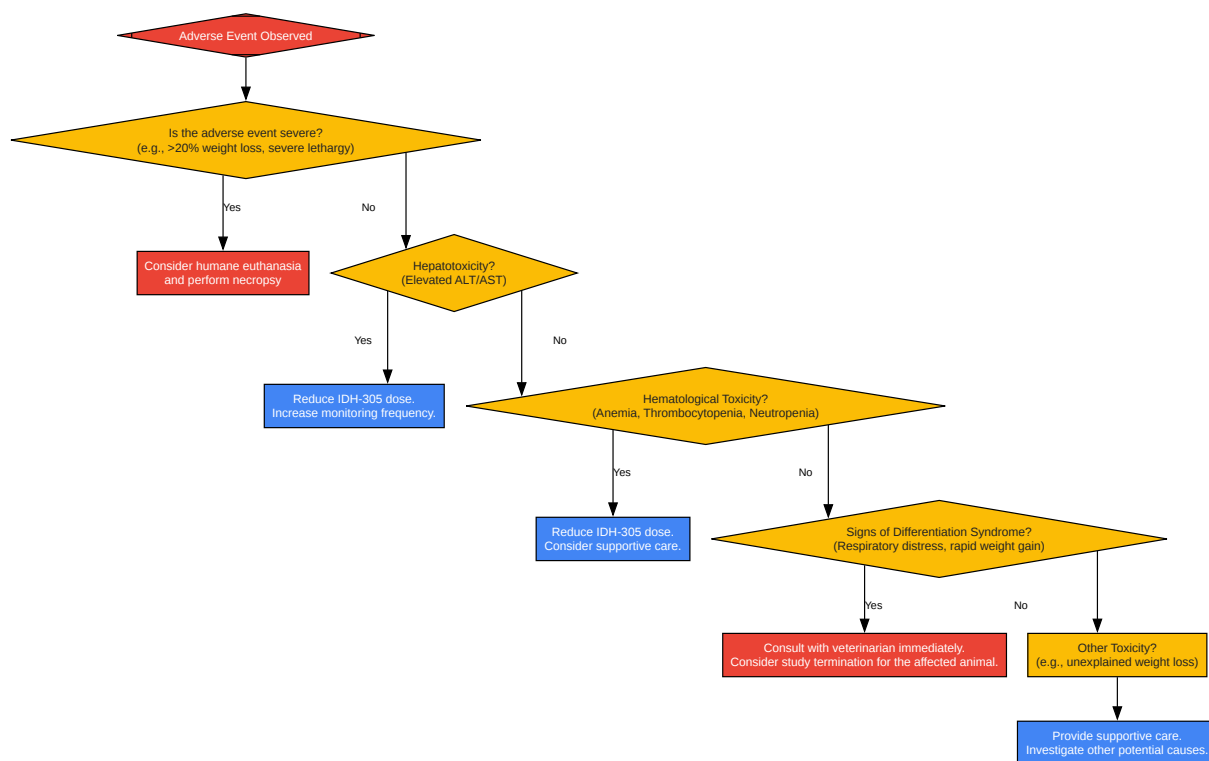 Adverse Event Observed
Is the adverse event severe?
(e.g., >20% weight loss, severe lethargy)
Yes
No
Consider humane euthanasia
and perform necropsy
Hepatotoxicity?
(Elevated ALT/AST)
Yes
No
Reduce IDH-305 dose.
Increase monitoring frequency.
Hematological Toxicity?
(Anemia, Thrombocytopenia, Neutropenia)
Yes
No
Reduce IDH-305 dose.
Consider supportive care.
Signs of Differentiation Syndrome?
(Respiratory distress, rapid weight gain)
Yes
No
Consult with veterinarian immediately.
Consider study termination for the affected animal.
Other Toxicity?
(e.g., unexplained weight loss)
Provide supportive care.
Investigate other potential causes.